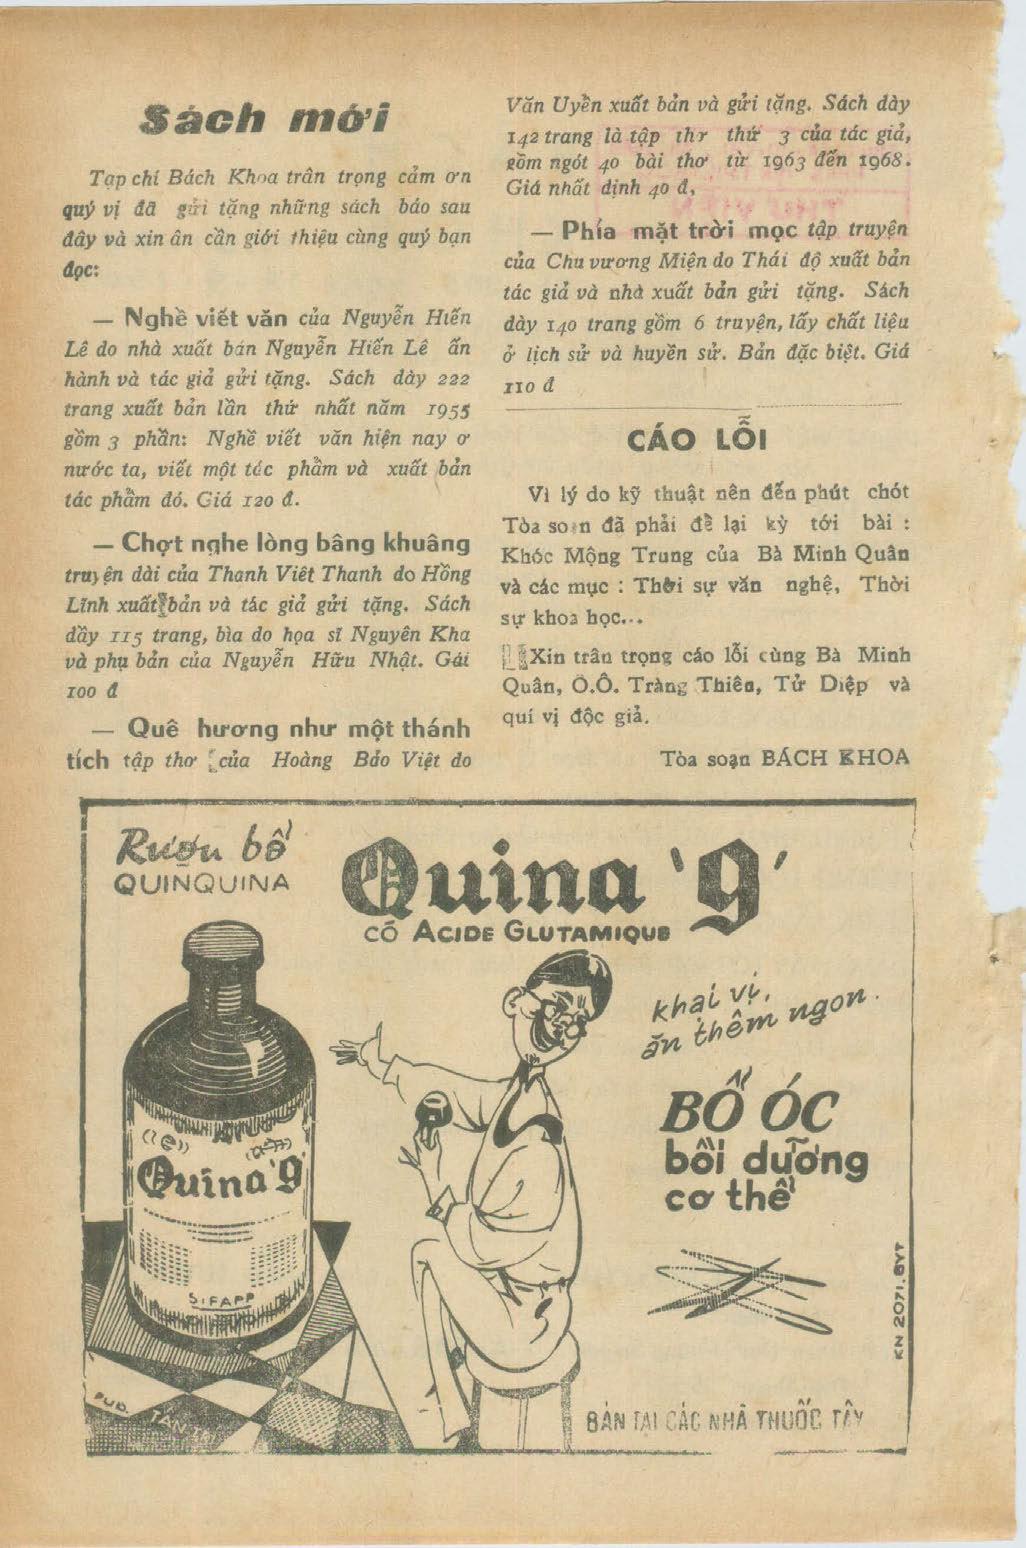 Sách mới
Tạp chí Bách Khoa trân trọng cảm ơn
quý vị đã gửi tặng những sách báo sau
đây và xin ân cần giới thiệu cùng quý bạn
đọc:
— Nghề viết văn của Nguyễn Hiến
Lê do nhà xuất bản Nguyễn Hiến Lê ấn
hành và tác giả gửi tặng. Sách dày 222
trang xuất bản lần thứ nhất năm 1955
gồm 3 phần: Nghề viết văn hiện nay ơ
nước ta, viết một tác phẩm và xuất bản
tác phẩm đó. Giá 120 đ.
— Chợt nghe lòng bâng khuâng
truyện dài của Thanh Viêt Thanh do Hồng
Lĩnh xuất bản và tác giả gửi tặng. Sách
dầy 115 trang, bìa do họa sĩ Nguyên Kha
và phụ bản của Nguyễn Hữu Nhật. Gái
100 đ
— Quê hương như một thánh
tích tập thơ của Hoàng Bảo Việt do
Văn Uyển xuất bản và gửi tặng. Sách dày
142 trang là tập thơ thứ 3 của tác giả,
gồm ngót 40 bài thơ từ 1963 đến 1968.
Giá nhất định 40 đ,
THƯ VIỆN
— Phía mặt trời mọc tập truyện
của Chu vương Miện do Thái độ xuất bản
tác giả và nhà xuất bản gửi tặng. Sách
dày 140 trang gồm 6 truyện, lấy chất liệu
ở lịch sử và huyền sử. Bản đặc biệt. Giá
110 đ
CÁO LỖI
Vì lý do kỹ thuật nên đến phút chót
Tòa soạn đã phải để lại kỳ tới bài :
Khóc Mộng Trung của Bà Minh Quân
và các mục : Thời sự văn nghệ, Thời
sự khoa học...
Xin trân trọng cáo lỗi cùng Bà Minh
Quân, Ô.Ô. Tràng Thiên, Tử Diệp và
quí vị độc giả.
Tòa soạn BÁCH KHOA
Rượu bổ
QUINQUINA
Quina 'g'
CÓ ACIDE GLUTAMIQUE
khai vị,
ăn thêm ngon.
BỔ ÓC
bồi dưỡng
cơ thể
Quina 'g'
SIFAPP
KN 2071. BYT
PUB. TÂN
BÁN TẠI CÁC NHÀ THUỐC TÂY